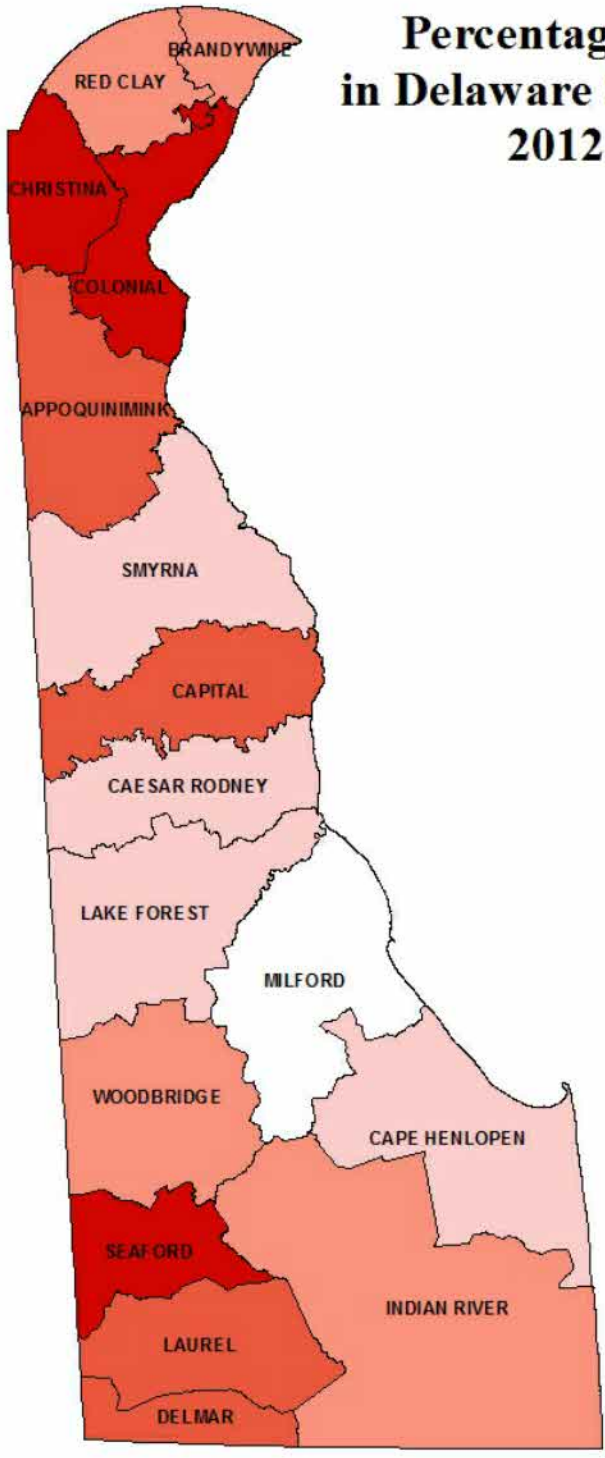 Percentag
in Delaware
2012
BRANDYWINE
RED CLAY
CHRISTINA
COLONIAL
APPOQUINIMINK
SMYRNA
CAPITAL
CAESAR RODNEY
LAKE FOREST
MILFORD
WOODBRIDGE
CAPE HENLOPEN
SEAFORD
INDIAN RIVER
LAUREL
DELMAR